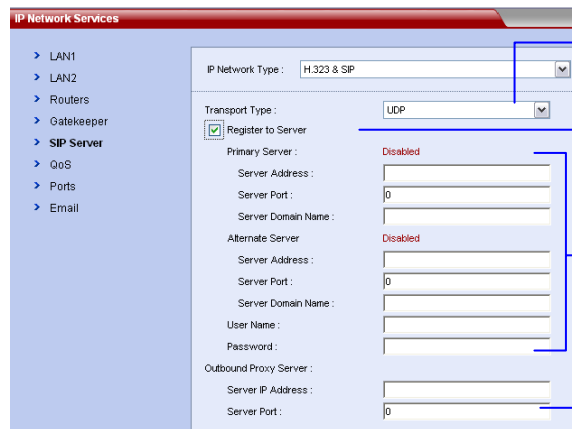 IP Network Services
LAN1
LAN2
Routers
Gatekeeper
SIP Server
QoS
Ports
Email
IP Network Type : H.323 & SIP
Transport Type : UDP
Register to Server
Primary Server : Disabled
Server Address :
Server Port : 0
Server Domain Name :
Alternate Server Disabled
Server Address :
Server Port : 0
Server Domain Name :
User Name :
Password :
Outbound Proxy Server :
Server IP Address :
Server Port : 0